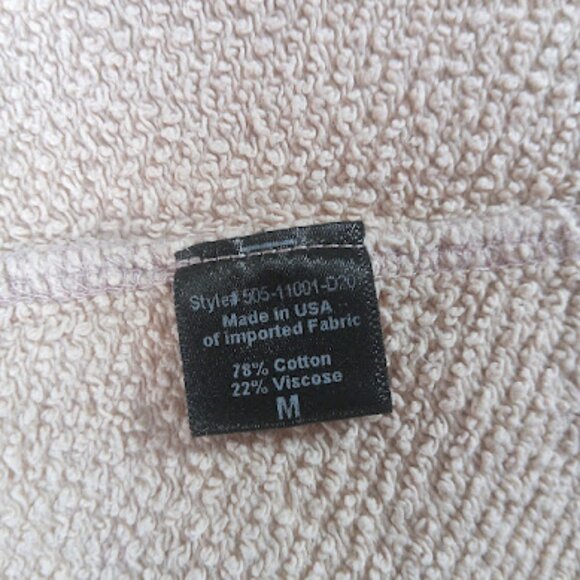 Style# 505-11001-D20
Made in USA
of Imported Fabric
78% Cotton
22% Viscose
M